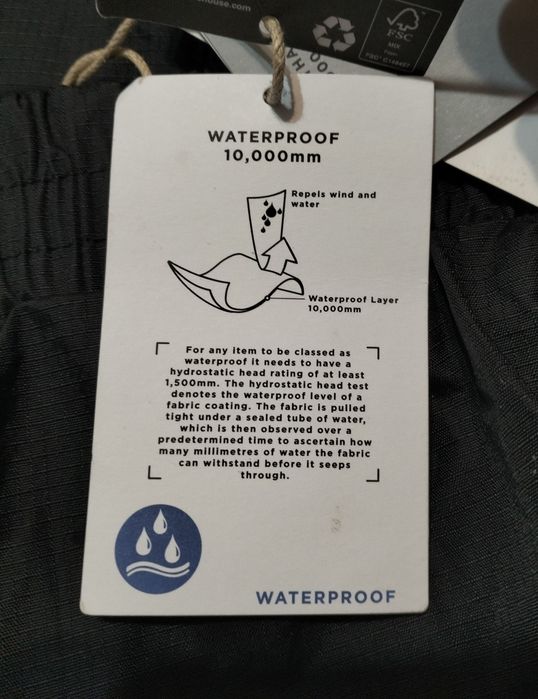 house.com
FSC
MIX
WATERPROOF
10,000mm
Repels wind and
water
Waterproof Layer
10,000mm
For any item to be classed as
waterproof it needs to have a
hydrostatic head rating of at least
1,500mm. The hydrostatic head test
denotes the waterproof level of a
fabric coating. The fabric is pulled
tight under a sealed tube of water,
which is then observed over a
predetermined time to ascertain how
many millimetres of water the fabric
can withstand before it seeps
through.
WATERPROOF